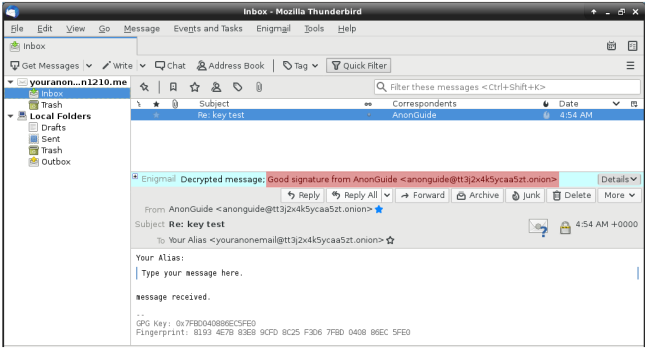 Inbox - Mozilla Thunderbird
File Edit View Go Message Events and Tasks Enigmail Tools Help
Inbox
Get Messages Write Chat Address Book Tag Quick Filter
youranon...n1210.me
Inbox
Trash
Local Folders
Drafts
Sent
Trash
Outbox
Filter these messages <Ctrl+Shift+K>
Subject Correspondents Date
Re: key test AnonGuide 4:54 AM
Enigmail Decrypted message; Good signature from AnonGuide <anonguide@tt3j2x4k5ycaa5zt.onion> Details
Reply Reply All Forward Archive Junk Delete More
From AnonGuide <anonguide@tt3j2x4k5ycaa5zt.onion>
Subject Re: key test 4:54 AM +0000
To Your Alias <youranonemail@tt3j2x4k5ycaa5zt.onion>
Your Alias:
Type your message here.
message received.
--
GPG Key: 0x7FBD040886EC5FE0
Fingerprint: 8193 4E7B 83E8 9CFD 8C25 F3D6 7FBD 0408 86EC 5FE0